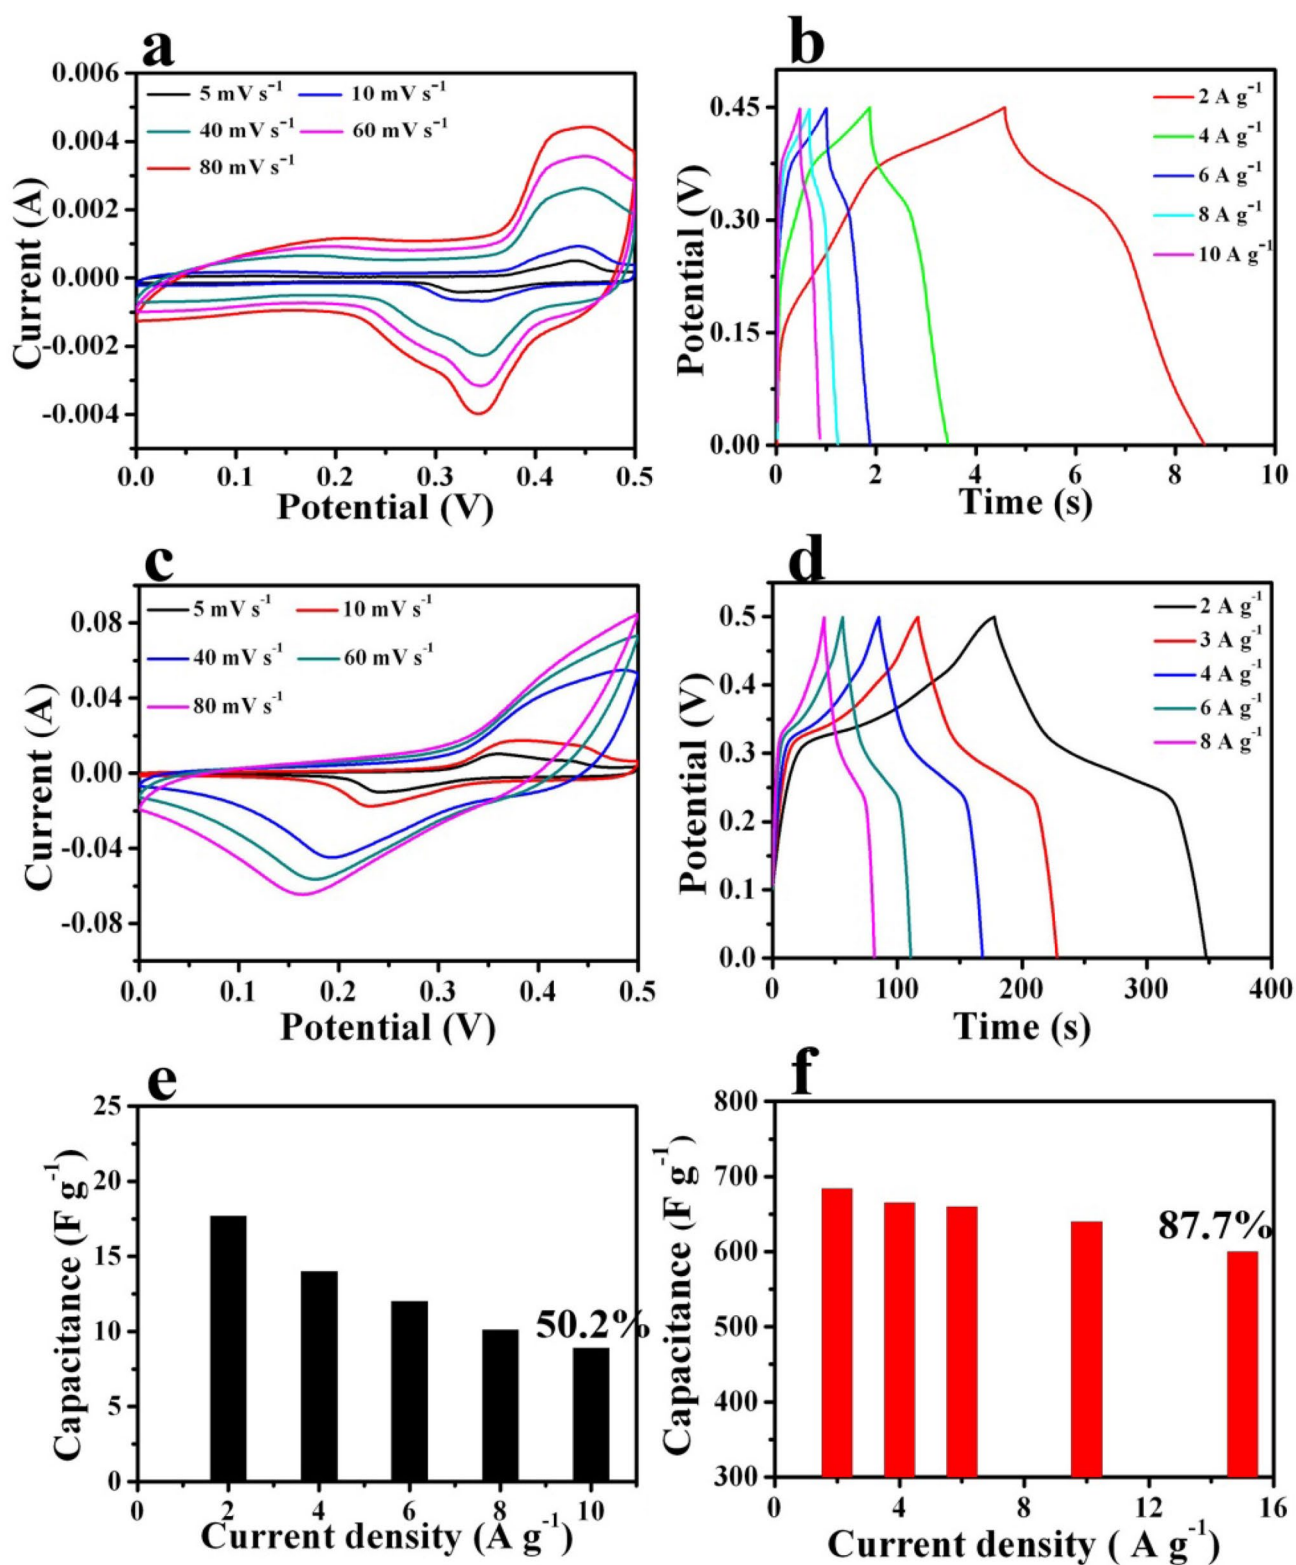 a
0.006
0.004
0.002
0.000
-0.002
-0.004
Current (A)
5 mV s⁻¹
10 mV s⁻¹
40 mV s⁻¹
60 mV s⁻¹
80 mV s⁻¹
0.0 0.1 0.2 0.3 0.4 0.5
Potential (V)
b
0.45
0.30
0.15
0.00
Potential (V)
2 A g⁻¹
4 A g⁻¹
6 A g⁻¹
8 A g⁻¹
10 A g⁻¹
0 2 4 6 8 10
Time (s)
c
0.08
0.04
0.00
-0.04
-0.08
Current (A)
5 mV s⁻¹
10 mV s⁻¹
40 mV s⁻¹
60 mV s⁻¹
80 mV s⁻¹
0.0 0.1 0.2 0.3 0.4 0.5
Potential (V)
d
0.5
0.4
0.3
0.2
0.1
0.0
Potential (V)
2 A g⁻¹
3 A g⁻¹
4 A g⁻¹
6 A g⁻¹
8 A g⁻¹
0 100 200 300 400
Time (s)
e
25
20
15
10
5
0
Capacitance (F g⁻¹)
50.2%
0 2 4 6 8 10
Current density (A g⁻¹)
f
800
700
600
500
400
300
Capacitance (F g⁻¹)
87.7%
0 4 8 12 16
Current density ( A g⁻¹)